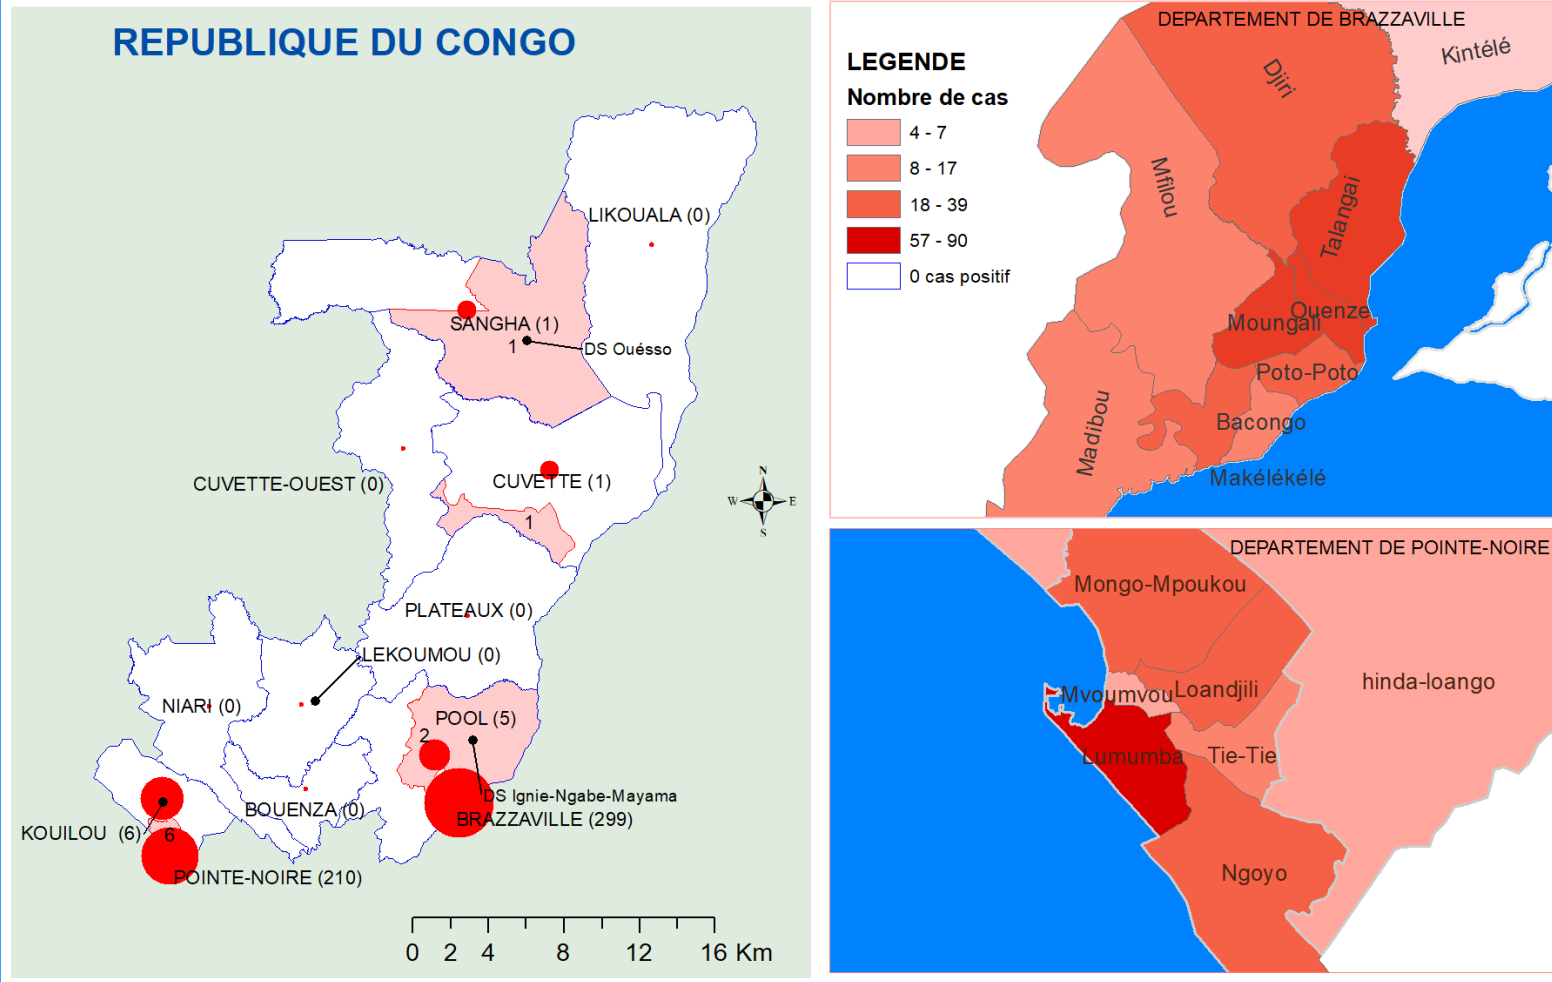 REPUBLIQUE DU CONGO
LIKOUALA (0)
SANGHA (1)
1
DS Ouésso
CUVETTE-OUEST (0)
CUVETTE (1)
1
N
W E
S
PLATEAUX (0)
LEKOUMOU (0)
NIARI (0)
POOL (5)
2
DS Ignie-Ngabe-Mayama
BOUENZA (0)
BRAZZAVILLE (299)
KOUILOU (6)
6
POINTE-NOIRE (210)
0 2 4 8 12 16 Km
DEPARTEMENT DE BRAZZAVILLE
LEGENDE
Nombre de cas
4 - 7
8 - 17
18 - 39
57 - 90
0 cas positif
Kintélé
Djiri
Mfilou
Talangai
Ouenze
Moungali
Poto-Poto
Madibou
Bacongo
Makélékélé
DEPARTEMENT DE POINTE-NOIRE
Mongo-Mpoukou
hinda-loango
Mvoumvou
Loandjili
Lumumba
Tie-Tie
Ngoyo